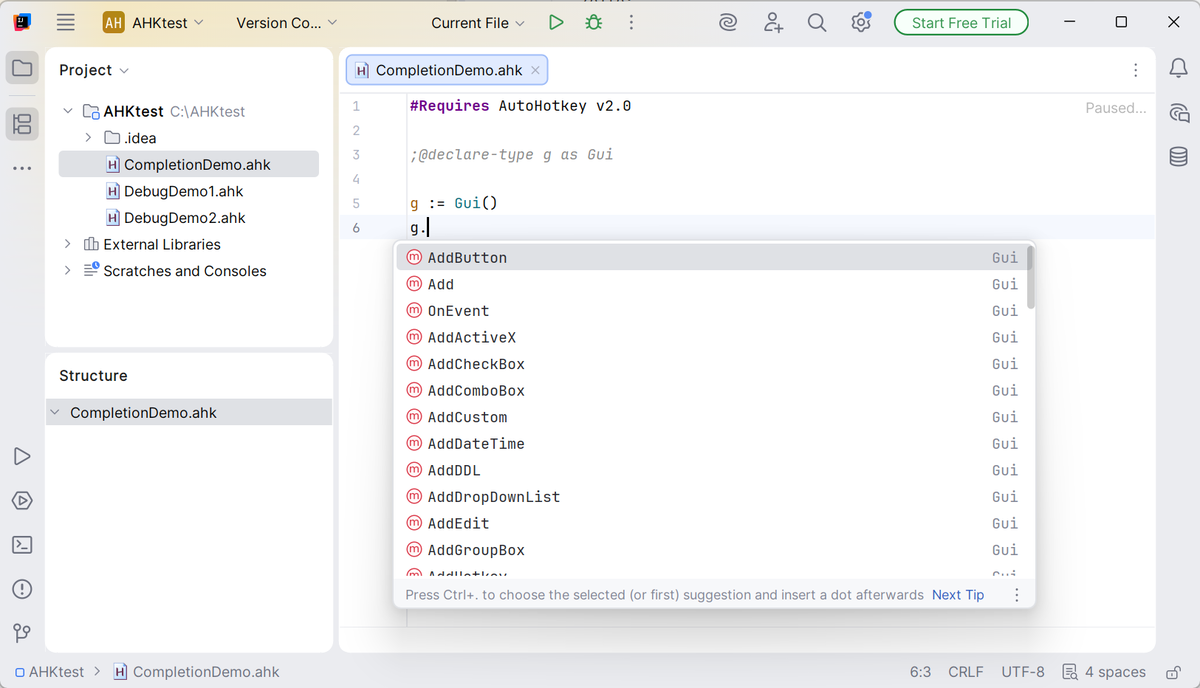 AH AHKtest Version Co... Current File Start Free Trial
Project
CompletionDemo.ahk
AHKtest C:\AHKtest
.idea
CompletionDemo.ahk
DebugDemo1.ahk
DebugDemo2.ahk
External Libraries
Scratches and Consoles
Structure
CompletionDemo.ahk
1 #Requires AutoHotkey v2.0
Paused...
2
3 ;@declare-type g as Gui
4
5 g := Gui()
6 g.
AddButton Gui
Add Gui
OnEvent Gui
AddActiveX Gui
AddCheckBox Gui
AddComboBox Gui
AddCustom Gui
AddDateTime Gui
AddDDL Gui
AddDropDownList Gui
AddEdit Gui
AddGroupBox Gui
AddHotkey Gui
Press Ctrl+. to choose the selected (or first) suggestion and insert a dot afterwards Next Tip
AHKtest > CompletionDemo.ahk 6:3 CRLF UTF-8 4 spaces